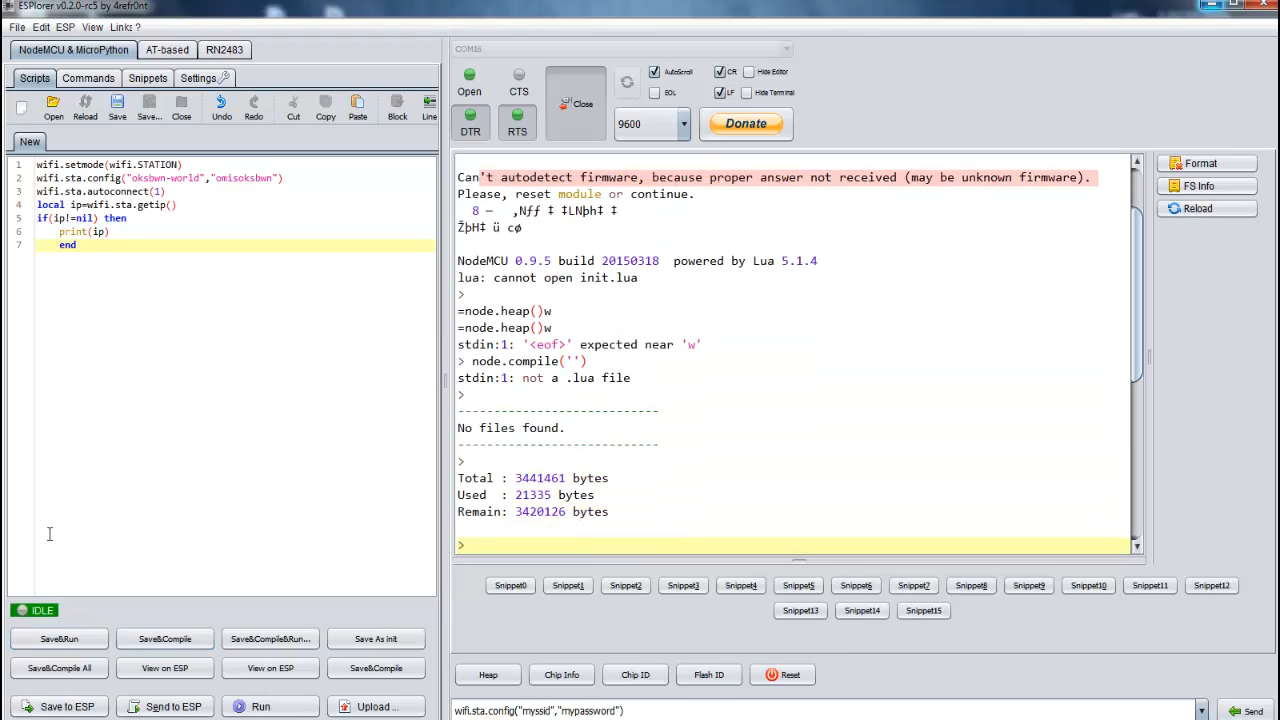 ESPlorer v0.2.0-rc5 by 4refr0nt
File Edit ESP View Links ?
NodeMCU & MicroPython AT-based RN2483
Scripts Commands Snippets Settings
Open Reload Save Save... Close Undo Redo Cut Copy Paste Block Line
New
1 wifi.setmode(wifi.STATION)
2 wifi.sta.config("oksbwn-world","omisoksbwn")
3 wifi.sta.autoconnect(1)
4 local ip=wifi.sta.getip()
5 if(ip!=nil) then
6 print(ip)
7 end
IDLE
Save&Run Save&Compile Save&Compile&Run... Save As init
Save&Compile All View on ESP View on ESP Save&Compile
Save to ESP Send to ESP Run Upload ...
COM16
Open CTS Close AutoScroll CR Hide Editor
EOL LF Hide Terminal
DTR RTS 9600 Donate
Can't autodetect firmware, because proper answer not received (may be unknown firmware).
Please, reset module or continue.
NodeMCU 0.9.5 build 20150318 powered by Lua 5.1.4
lua: cannot open init.lua
>
=node.heap()w
=node.heap()w
stdin:1: '<eof>' expected near 'w'
> node.compile('')
stdin:1: not a .lua file
>
----------------------------
No files found.
----------------------------
>
Total : 3441461 bytes
Used : 21335 bytes
Remain: 3420126 bytes
>
Format
FS Info
Reload
Snippet0 Snippet1 Snippet2 Snippet3 Snippet4 Snippet5 Snippet6 Snippet7 Snippet8 Snippet9 Snippet10 Snippet11 Snippet12
Snippet13 Snippet14 Snippet15
Heap Chip Info Chip ID Flash ID Reset
wifi.sta.config("myssid","mypassword") Send